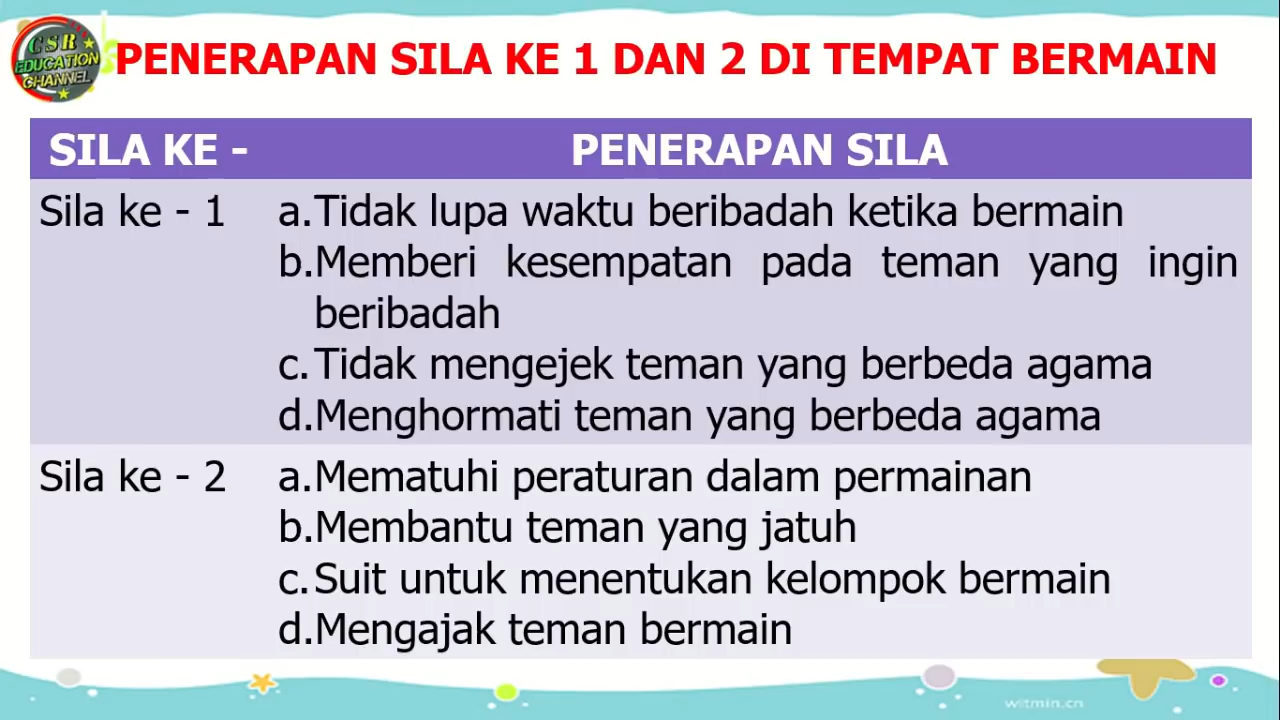 CSR
EDUCATION
CHANNEL
PENERAPAN SILA KE 1 DAN 2 DI TEMPAT BERMAIN
SILA KE - PENERAPAN SILA
Sila ke - 1 a.Tidak lupa waktu beribadah ketika bermain
b.Memberi kesempatan pada teman yang ingin
beribadah
c.Tidak mengejek teman yang berbeda agama
d.Menghormati teman yang berbeda agama
Sila ke - 2 a.Mematuhi peraturan dalam permainan
b.Membantu teman yang jatuh
c.Suit untuk menentukan kelompok bermain
d.Mengajak teman bermain
witmin.cn